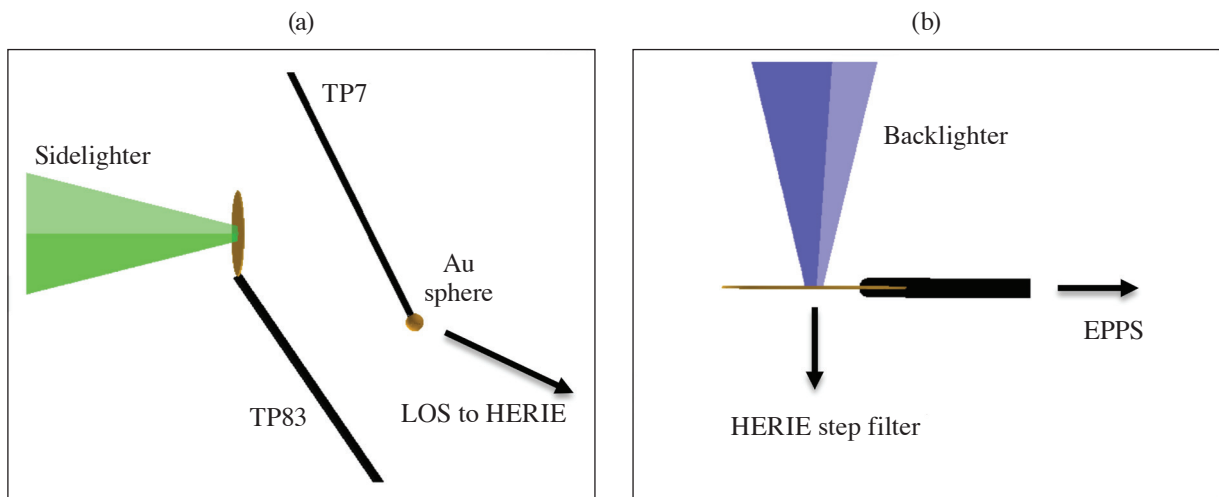 (a)
(b)
TP7
Sidelighter
Au
sphere
LOS to HERIE
TP83
Backlighter
EPPS
HERIE step filter